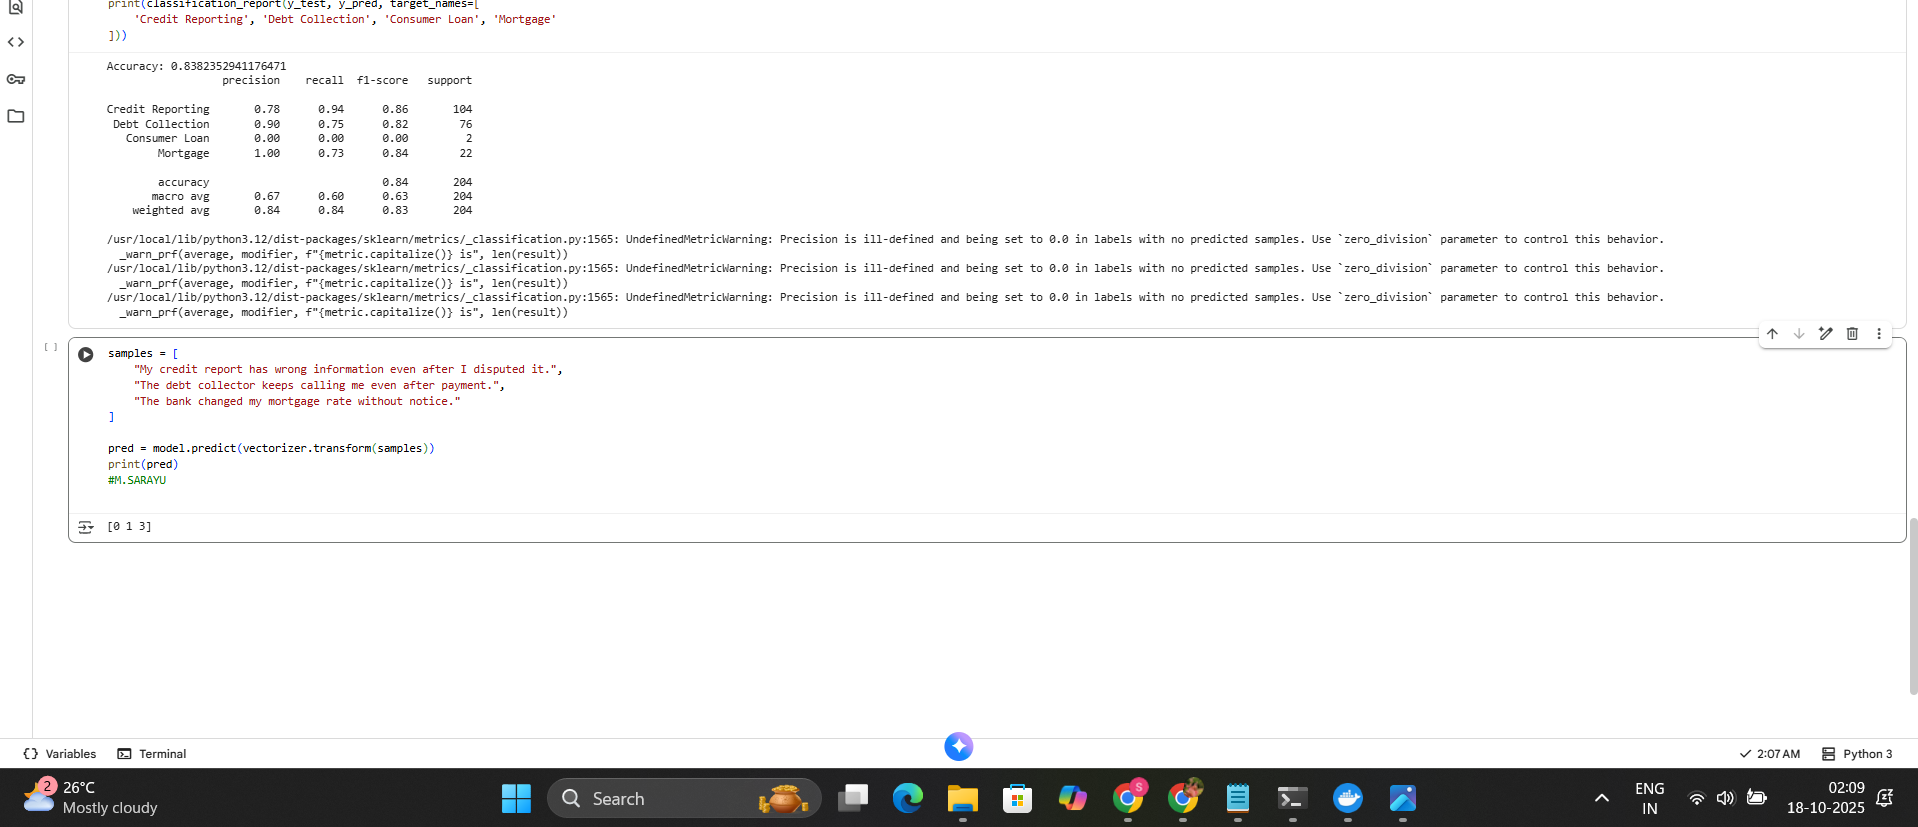 print(classification_report(y_test, y_pred, target_names=[
    'Credit Reporting', 'Debt Collection', 'Consumer Loan', 'Mortgage'
]))
Accuracy: 0.8382352941176471
                  precision    recall  f1-score   support

Credit Reporting       0.78      0.94      0.86       104
 Debt Collection       0.90      0.75      0.82        76
   Consumer Loan       0.00      0.00      0.00         2
        Mortgage       1.00      0.73      0.84        22

        accuracy                           0.84       204
       macro avg       0.67      0.60      0.63       204
    weighted avg       0.84      0.84      0.83       204

/usr/local/lib/python3.12/dist-packages/sklearn/metrics/_classification.py:1565: UndefinedMetricWarning: Precision is ill-defined and being set to 0.0 in labels with no predicted samples. Use `zero_division` parameter to control this behavior.
  _warn_prf(average, modifier, f"{metric.capitalize()} is", len(result))
/usr/local/lib/python3.12/dist-packages/sklearn/metrics/_classification.py:1565: UndefinedMetricWarning: Precision is ill-defined and being set to 0.0 in labels with no predicted samples. Use `zero_division` parameter to control this behavior.
  _warn_prf(average, modifier, f"{metric.capitalize()} is", len(result))
/usr/local/lib/python3.12/dist-packages/sklearn/metrics/_classification.py:1565: UndefinedMetricWarning: Precision is ill-defined and being set to 0.0 in labels with no predicted samples. Use `zero_division` parameter to control this behavior.
  _warn_prf(average, modifier, f"{metric.capitalize()} is", len(result))
[ ]
samples = [
    "My credit report has wrong information even after I disputed it.",
    "The debt collector keeps calling me even after payment.",
    "The bank changed my mortgage rate without notice."
]

pred = model.predict(vectorizer.transform(samples))
print(pred)
#M.SARAYU
[0 1 3]
Variables Terminal 2:07 AM Python 3
2 26°C
Mostly cloudy
Search
S
ENG
IN
02:09
18-10-2025